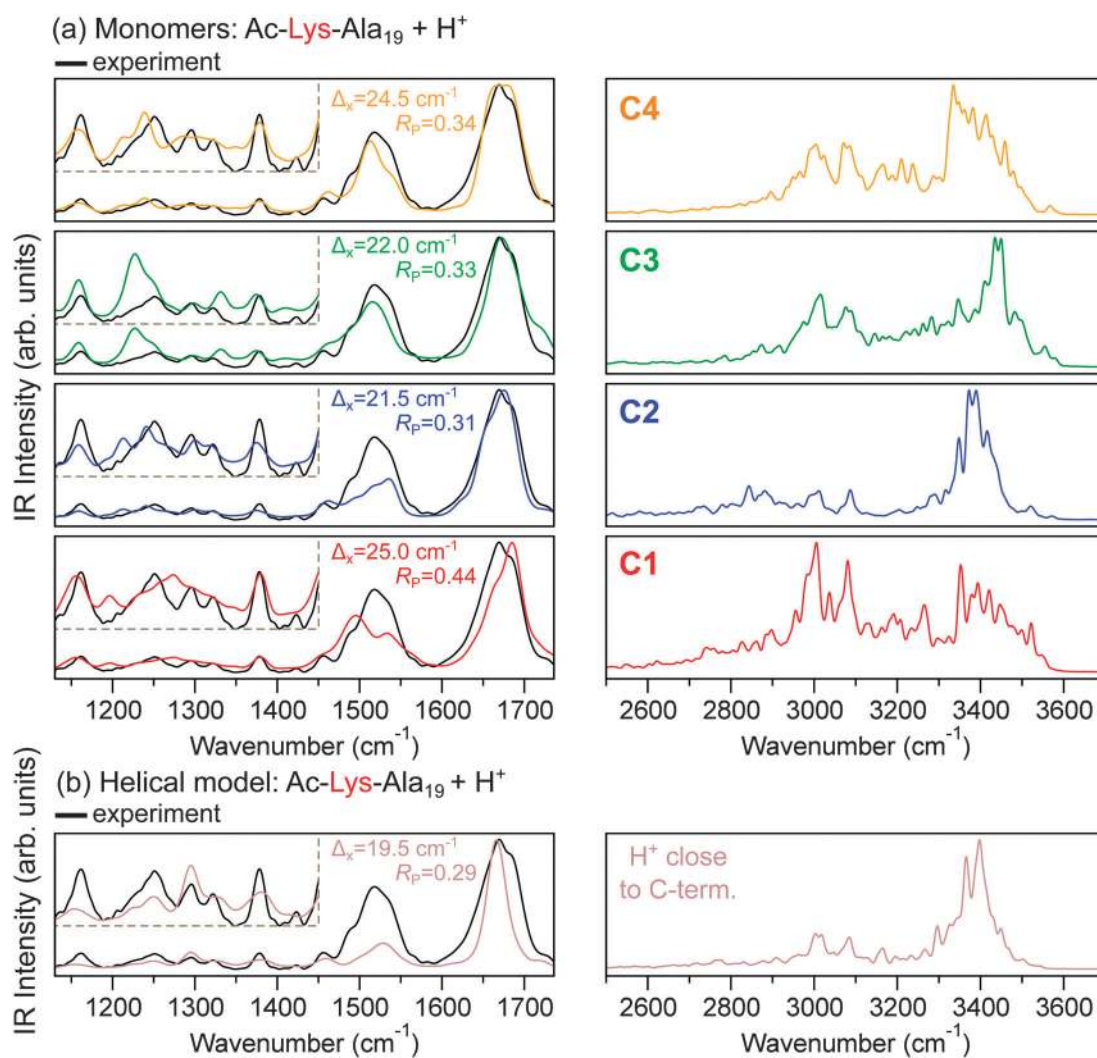 (a) Monomers: Ac-Lys-Ala₁₉ + H⁺
experiment
Δₓ=24.5 cm⁻¹
R_P=0.34
C4
Δₓ=22.0 cm⁻¹
R_P=0.33
C3
Δₓ=21.5 cm⁻¹
R_P=0.31
C2
Δₓ=25.0 cm⁻¹
R_P=0.44
C1
IR Intensity (arb. units)
1200 1300 1400 1500 1600 1700
Wavenumber (cm⁻¹)
2600 2800 3000 3200 3400 3600
Wavenumber (cm⁻¹)
(b) Helical model: Ac-Lys-Ala₁₉ + H⁺
experiment
Δₓ=19.5 cm⁻¹
R_P=0.29
H⁺ close
to C-term.
IR Intensity (arb. units)
1200 1300 1400 1500 1600 1700
Wavenumber (cm⁻¹)
2600 2800 3000 3200 3400 3600
Wavenumber (cm⁻¹)